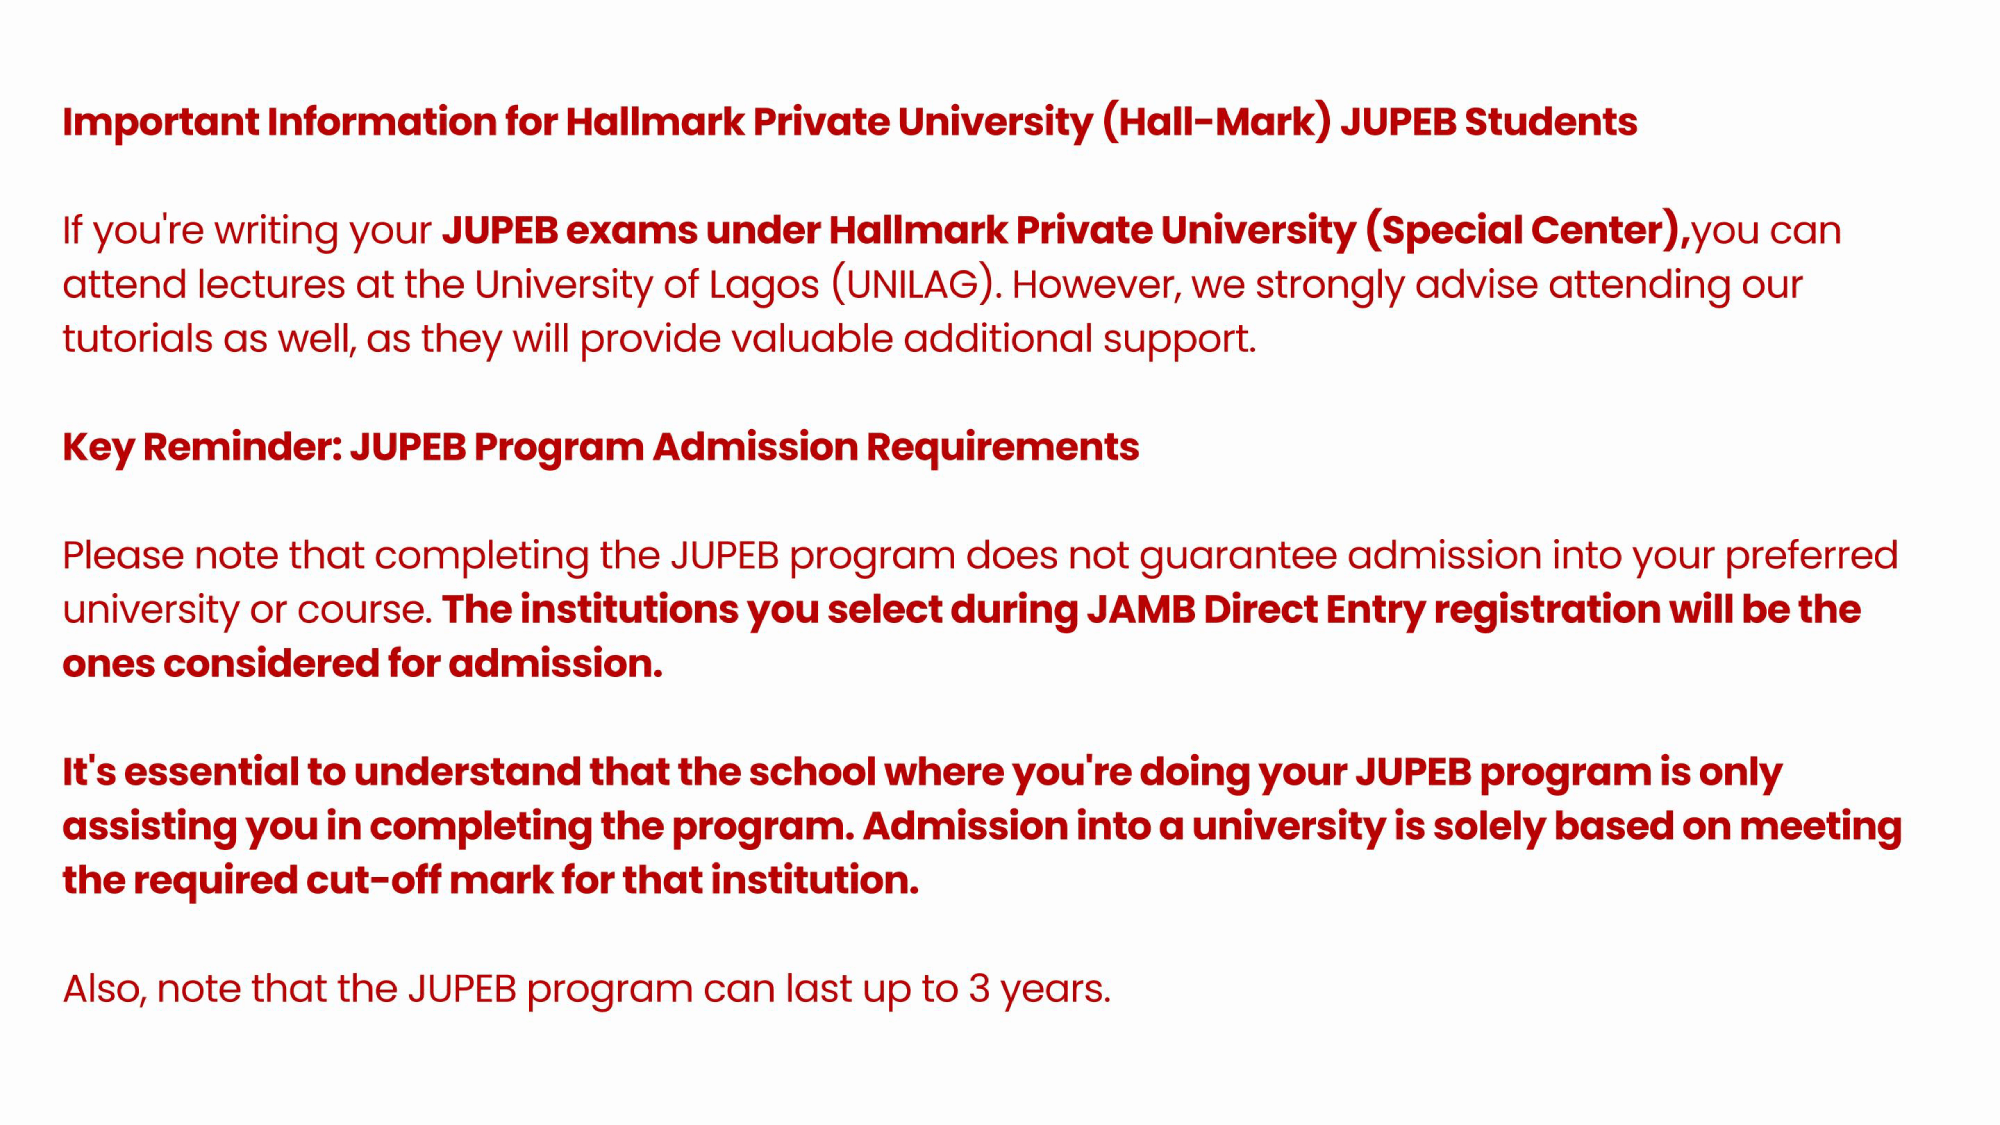 Important Information for Hallmark Private University (Hall-Mark) JUPEB Students
If you're writing your JUPEB exams under Hallmark Private University (Special Center),you can
attend lectures at the University of Lagos (UNILAG). However, we strongly advise attending our
tutorials as well, as they will provide valuable additional support.
Key Reminder: JUPEB Program Admission Requirements
Please note that completing the JUPEB program does not guarantee admission into your preferred
university or course. The institutions you select during JAMB Direct Entry registration will be the
ones considered for admission.
It's essential to understand that the school where you're doing your JUPEB program is only
assisting you in completing the program. Admission into a university is solely based on meeting
the required cut-off mark for that institution.
Also, note that the JUPEB program can last up to 3 years.